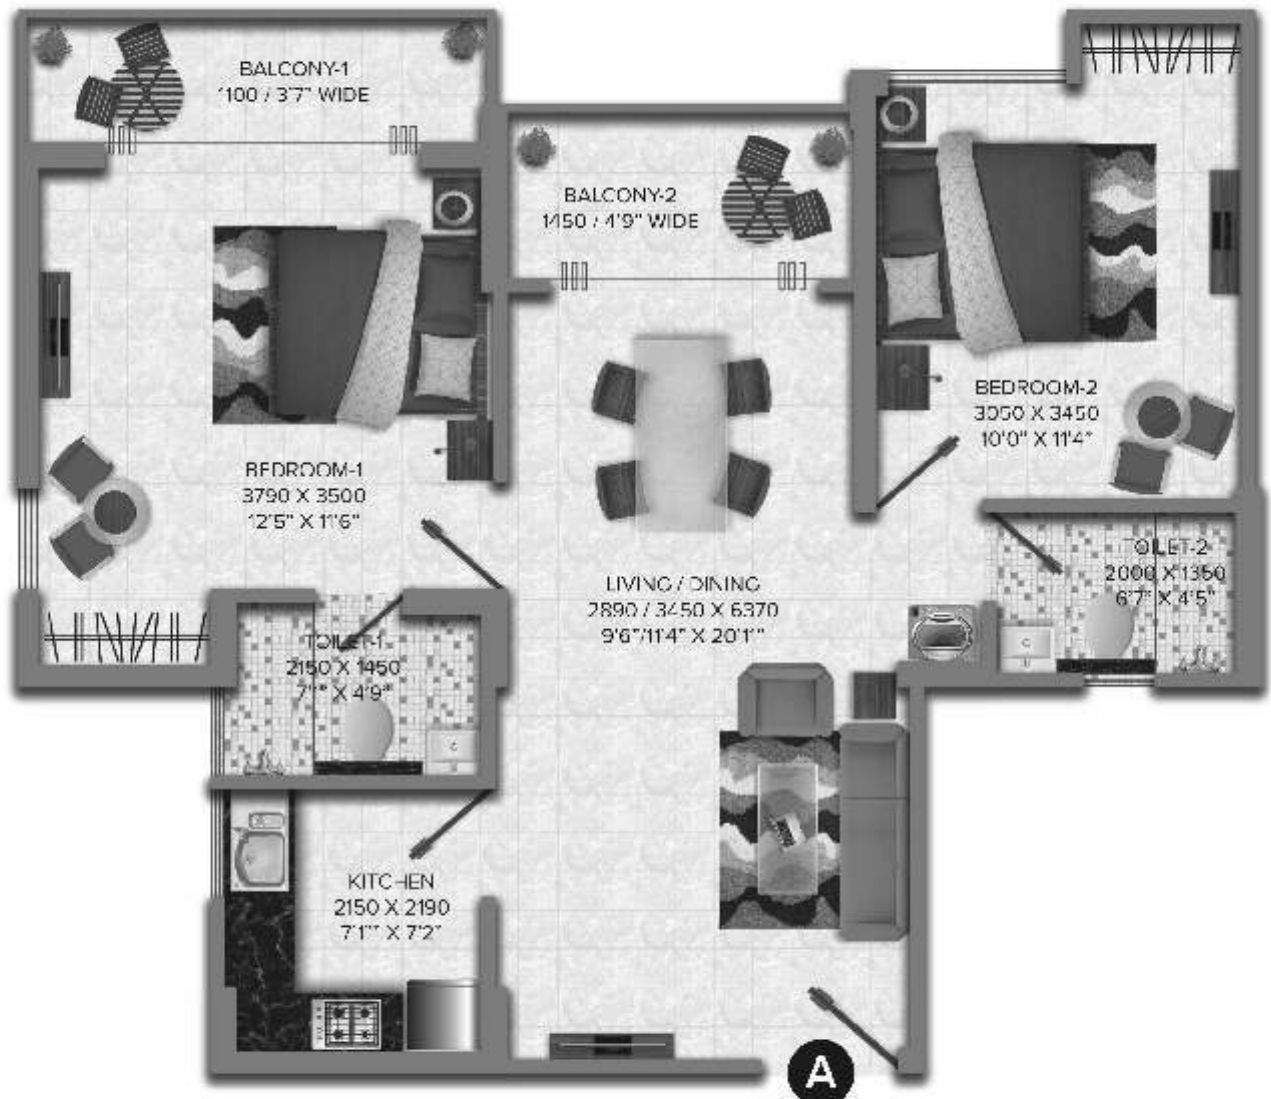 BALCONY-1
1100 / 3'7" WIDE
BALCONY-2
1450 / 4'9" WIDE
BEDROOM-2
3050 X 3450
10'0" X 11'4"
BEDROOM-1
3790 X 3500
12'5" X 11'6"
TOILET-2
2000 X 1350
6'7" X 4'5"
LIVING / DINING
2890 / 3450 X 6370
9'6"/11'4" X 20'11"
TOILET-1
2150 X 1450
7'1" X 4'9"
KITCHEN
2150 X 2190
7'1" X 7'2"
A